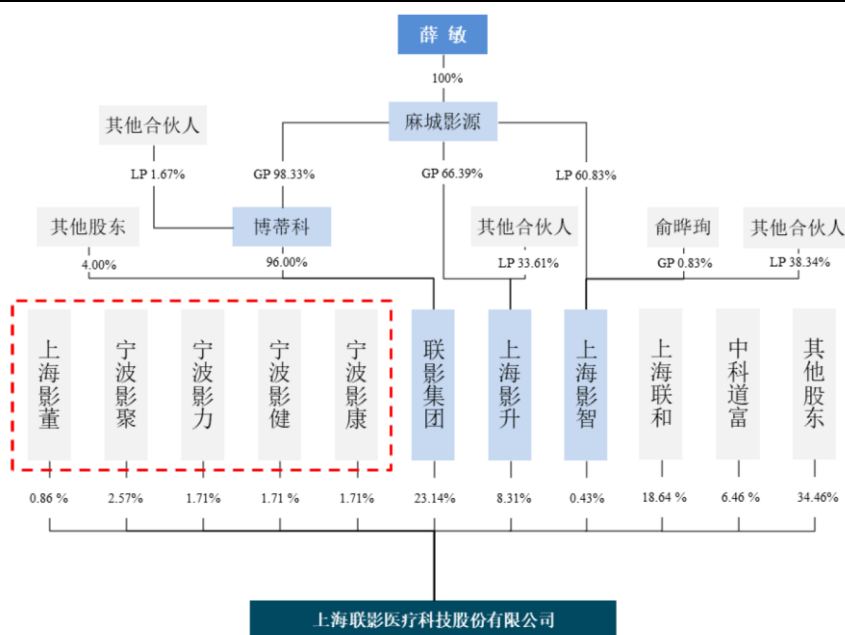 薛 敏
100%
麻城影源
其他合伙人
LP 1.67%
GP 98.33%
GP 66.39%
LP 60.83%
其他股东
博蒂科
其他合伙人
俞晔珣
其他合伙人
4.00%
96.00%
LP 33.61%
GP 0.83%
LP 38.34%
上海影董
宁波影聚
宁波影力
宁波影健
宁波影康
联影集团
上海影升
上海影智
上海联和
中科道富
其他股东
0.86 %
2.57%
1.71%
1.71 %
1.71%
23.14%
8.31%
0.43%
18.64 %
6.46 %
34.46%
上海联影医疗科技股份有限公司